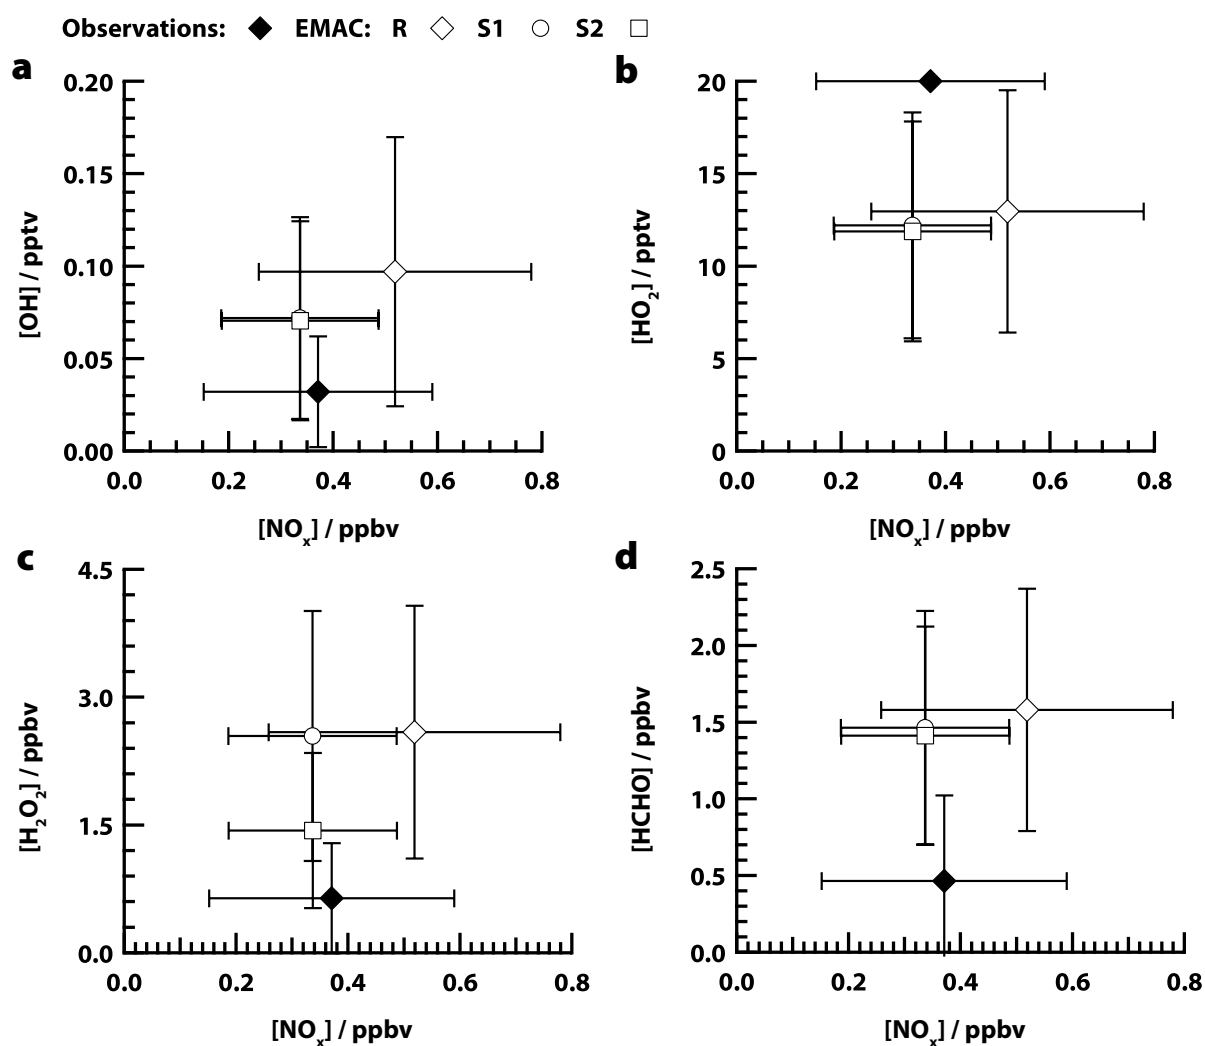 Observations: ◆ EMAC: R ◇ S1 ○ S2 □
a
0.20
0.15
0.10
0.05
0.00
[OH] / pptv
0.0 0.2 0.4 0.6 0.8
[NOₓ] / ppbv
b
20
15
10
5
0
[HO₂] / pptv
0.0 0.2 0.4 0.6 0.8
[NOₓ] / ppbv
c
4.5
3.0
1.5
0.0
[H₂O₂] / ppbv
0.0 0.2 0.4 0.6 0.8
[NOₓ] / ppbv
d
2.5
2.0
1.5
1.0
0.5
0.0
[HCHO] / ppbv
0.0 0.2 0.4 0.6 0.8
[NOₓ] / ppbv